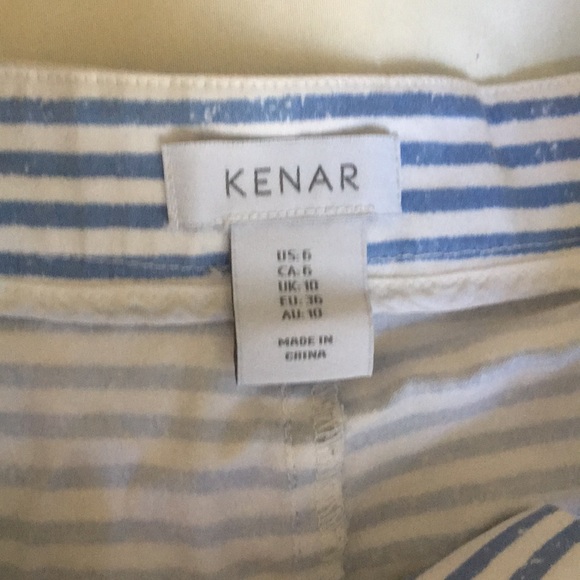 KENAR
US: 6
CA: 6
UK: 10
EU: 36
AU: 10
MADE IN
CHINA